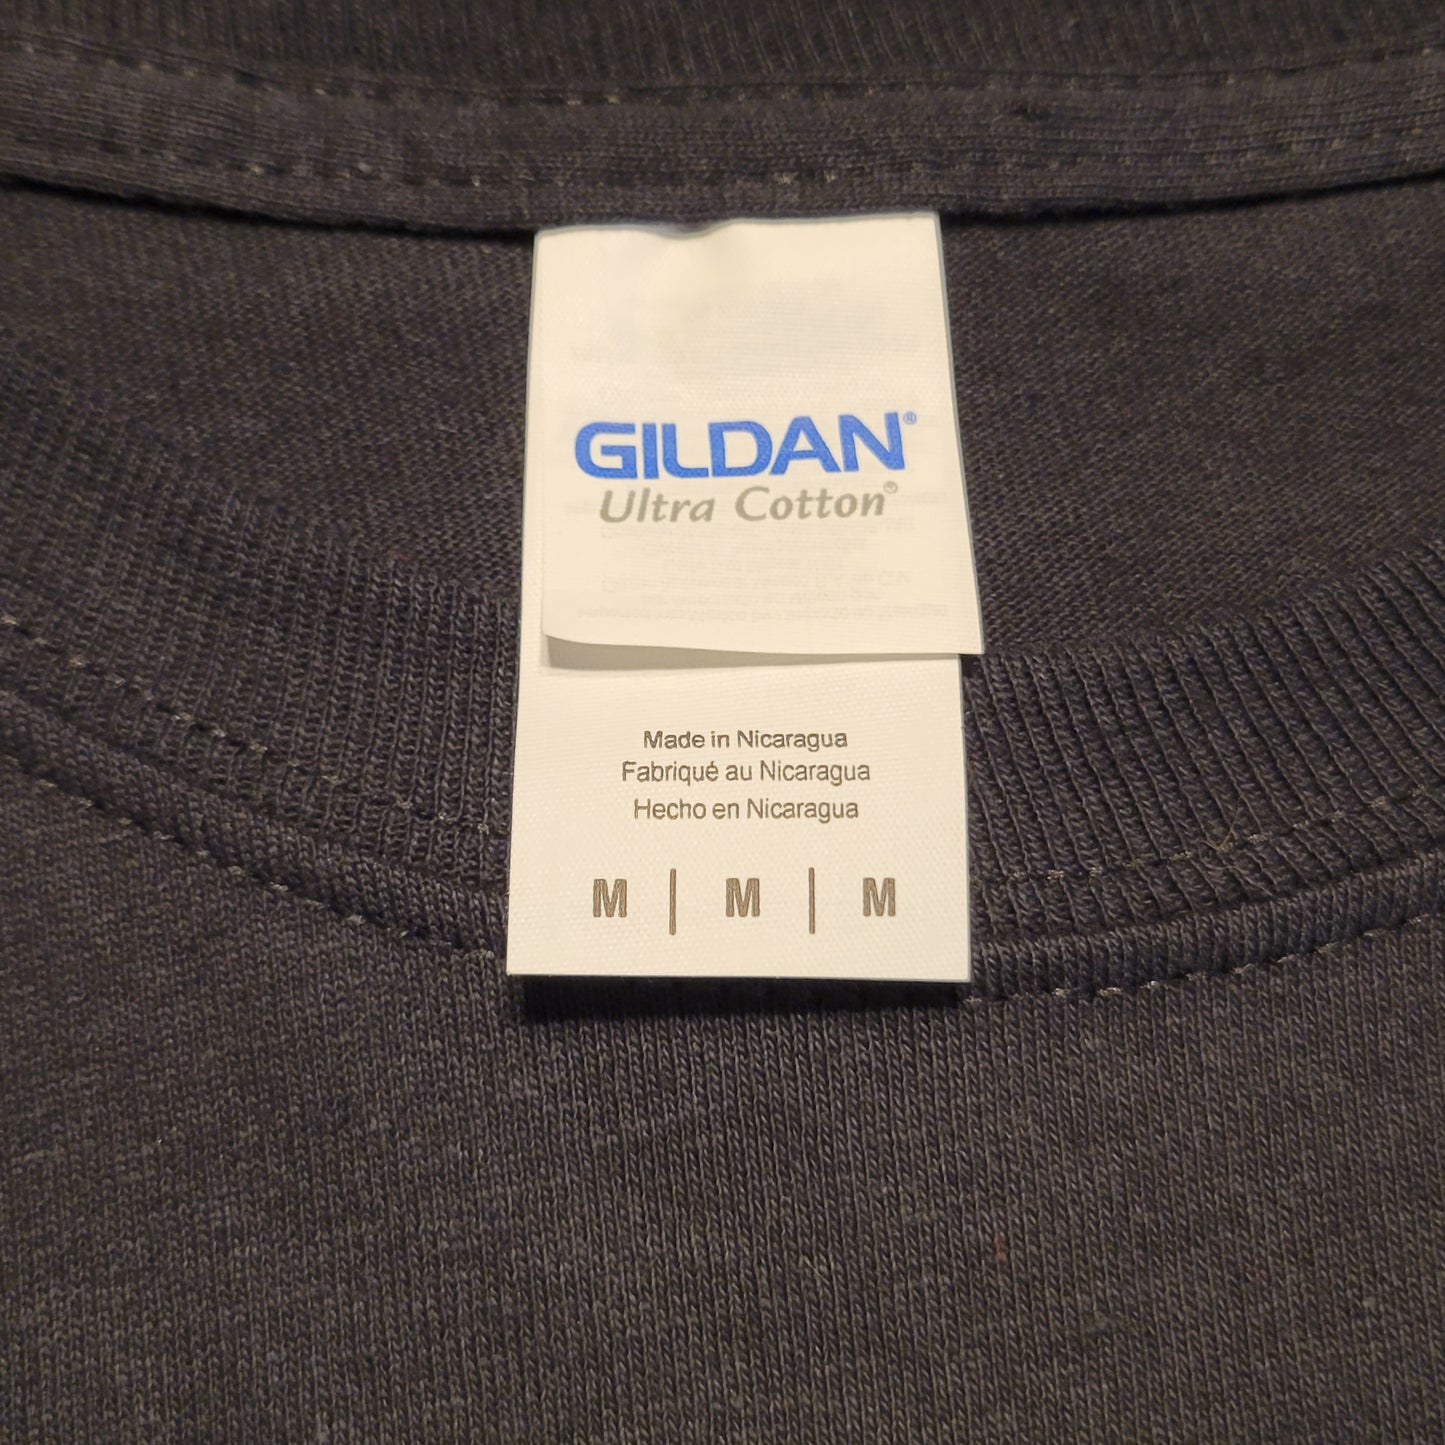 GILDAN®
Ultra Cotton®
Made in Nicaragua
Fabriqué au Nicaragua
Hecho en Nicaragua
M | M | M